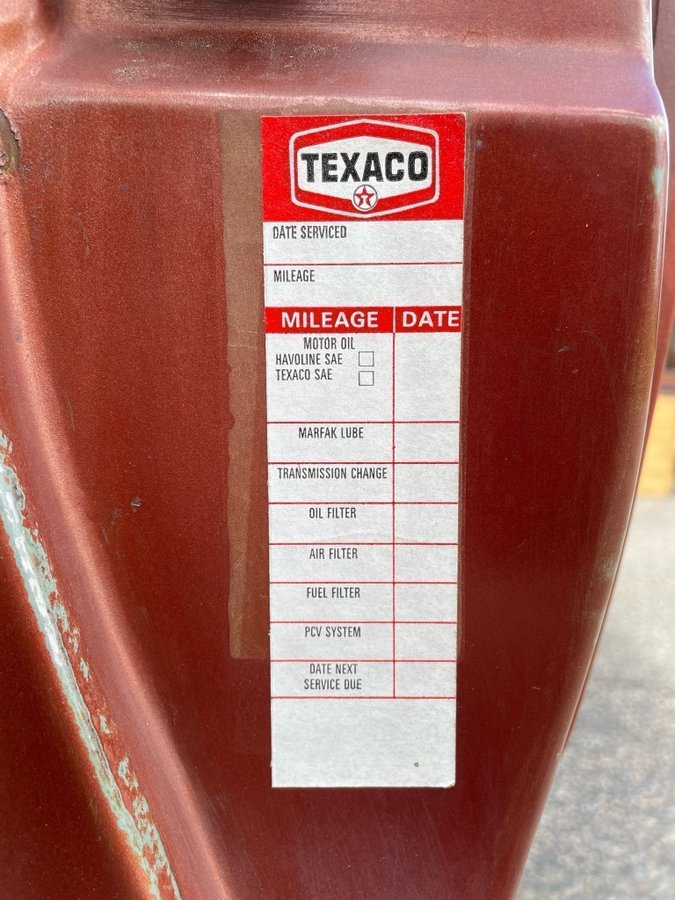 TEXACO
DATE SERVICED
MILEAGE
MILEAGE DATE
MOTOR OIL
HAVOLINE SAE
TEXACO SAE
MARFAK LUBE
TRANSMISSION CHANGE
OIL FILTER
AIR FILTER
FUEL FILTER
PCV SYSTEM
DATE NEXT
SERVICE DUE